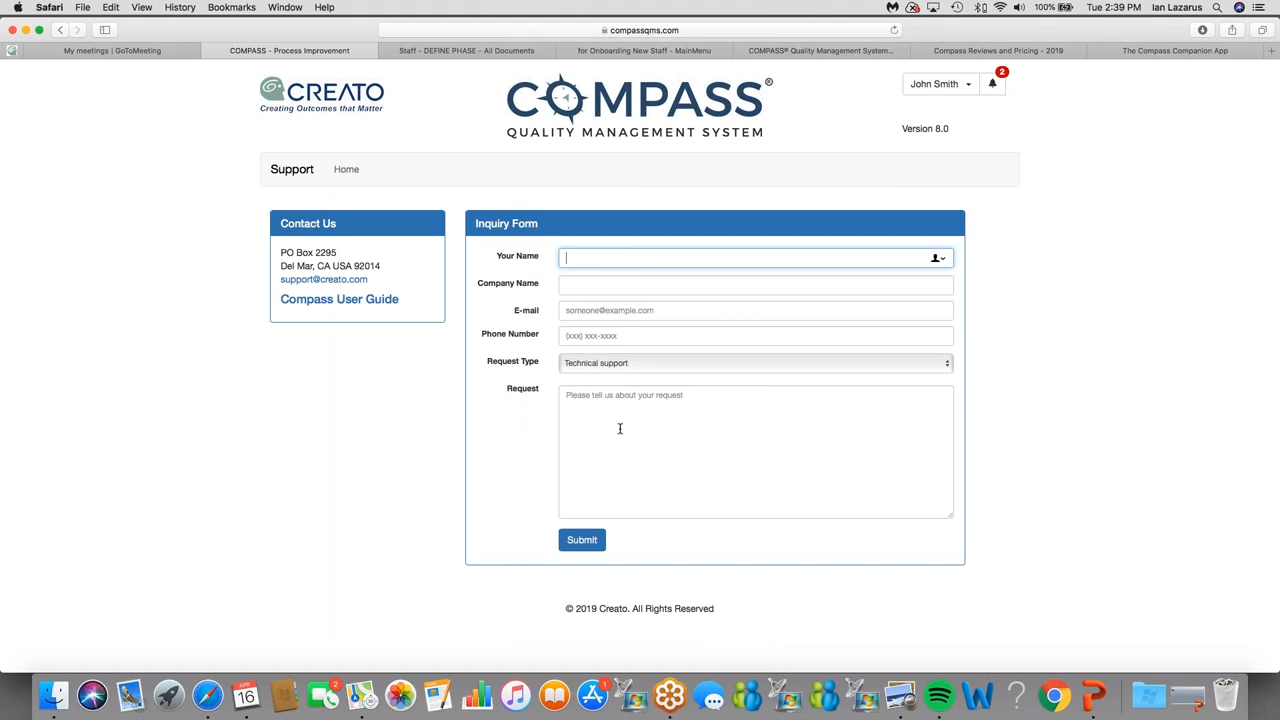 Safari File Edit View History Bookmarks Window Help
100% Tue 2:39 PM Ian Lazarus
compassqms.com
My meetings | GoToMeeting
COMPASS - Process Improvement
Staff - DEFINE PHASE - All Documents
for Onboarding New Staff - MainMenu
COMPASS® Quality Management System...
Compass Reviews and Pricing - 2019
The Compass Companion App
CREATO
Creating Outcomes that Matter
COMPASS®
QUALITY MANAGEMENT SYSTEM
John Smith
2
Version 8.0
Support Home
Contact Us
PO Box 2295
Del Mar, CA USA 92014
support@creato.com
Compass User Guide
Inquiry Form
Your Name
Company Name
E-mail someone@example.com
Phone Number (xxx) xxx-xxxx
Request Type Technical support
Request Please tell us about your request
Submit
© 2019 Creato. All Rights Reserved
APR
16
2
1